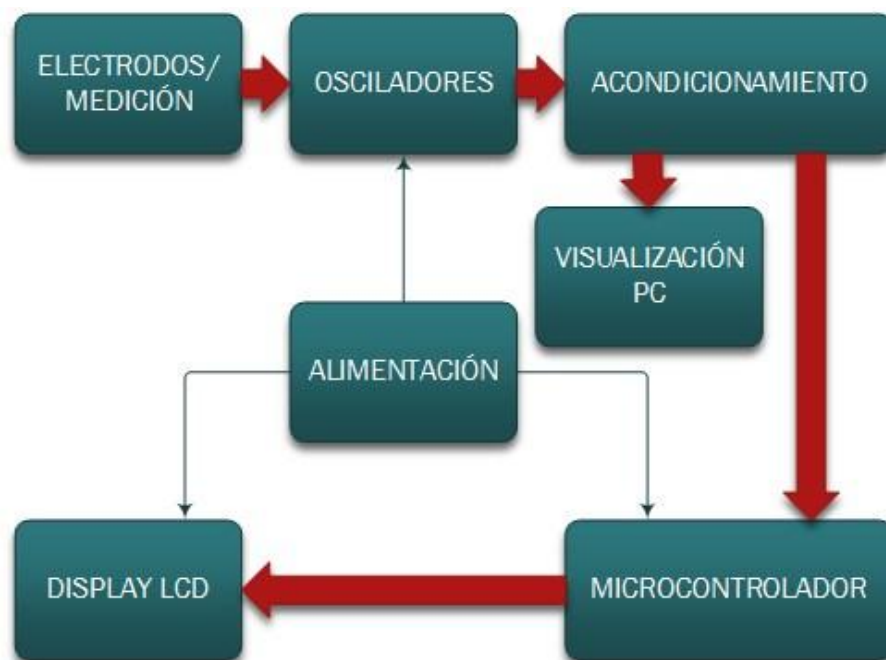 ELECTRODOS/
MEDICIÓN
OSCILADORES
ACONDICIONAMIENTO
VISUALIZACIÓN
PC
ALIMENTACIÓN
DISPLAY LCD
MICROCONTROLADOR